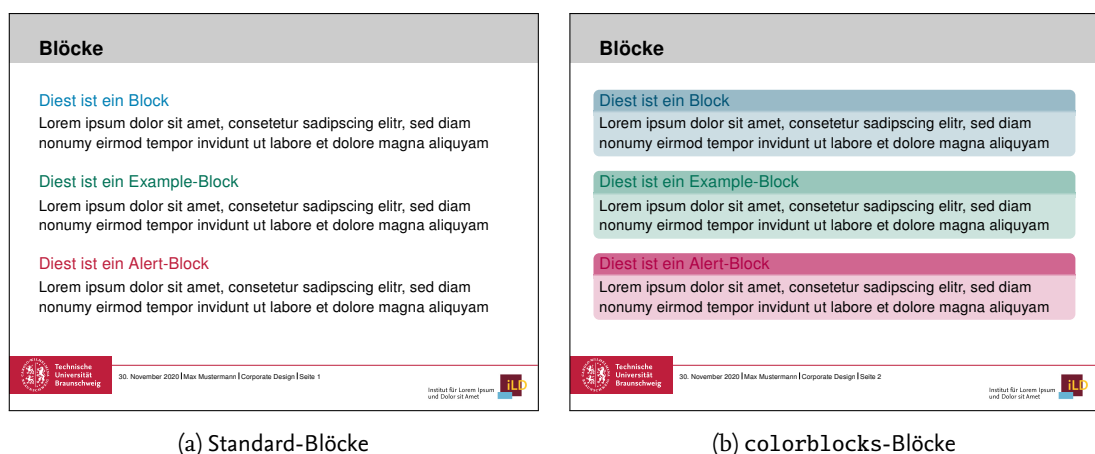 Blöcke
Diest ist ein Block
Lorem ipsum dolor sit amet, consetetur sadipscing elitr, sed diam
nonumy eirmod tempor invidunt ut labore et dolore magna aliquyam
Diest ist ein Example-Block
Lorem ipsum dolor sit amet, consetetur sadipscing elitr, sed diam
nonumy eirmod tempor invidunt ut labore et dolore magna aliquyam
Diest ist ein Alert-Block
Lorem ipsum dolor sit amet, consetetur sadipscing elitr, sed diam
nonumy eirmod tempor invidunt ut labore et dolore magna aliquyam
Technische
Universität
Braunschweig
30. November 2020 | Max Mustermann | Corporate Design | Seite 1
Institut für Lorem Ipsum
und Dolor sit Amet
iLD
(a) Standard-Blöcke
Blöcke
Diest ist ein Block
Lorem ipsum dolor sit amet, consetetur sadipscing elitr, sed diam
nonumy eirmod tempor invidunt ut labore et dolore magna aliquyam
Diest ist ein Example-Block
Lorem ipsum dolor sit amet, consetetur sadipscing elitr, sed diam
nonumy eirmod tempor invidunt ut labore et dolore magna aliquyam
Diest ist ein Alert-Block
Lorem ipsum dolor sit amet, consetetur sadipscing elitr, sed diam
nonumy eirmod tempor invidunt ut labore et dolore magna aliquyam
Technische
Universität
Braunschweig
30. November 2020 | Max Mustermann | Corporate Design | Seite 2
Institut für Lorem Ipsum
und Dolor sit Amet
iLD
(b) colorblocks-Blöcke